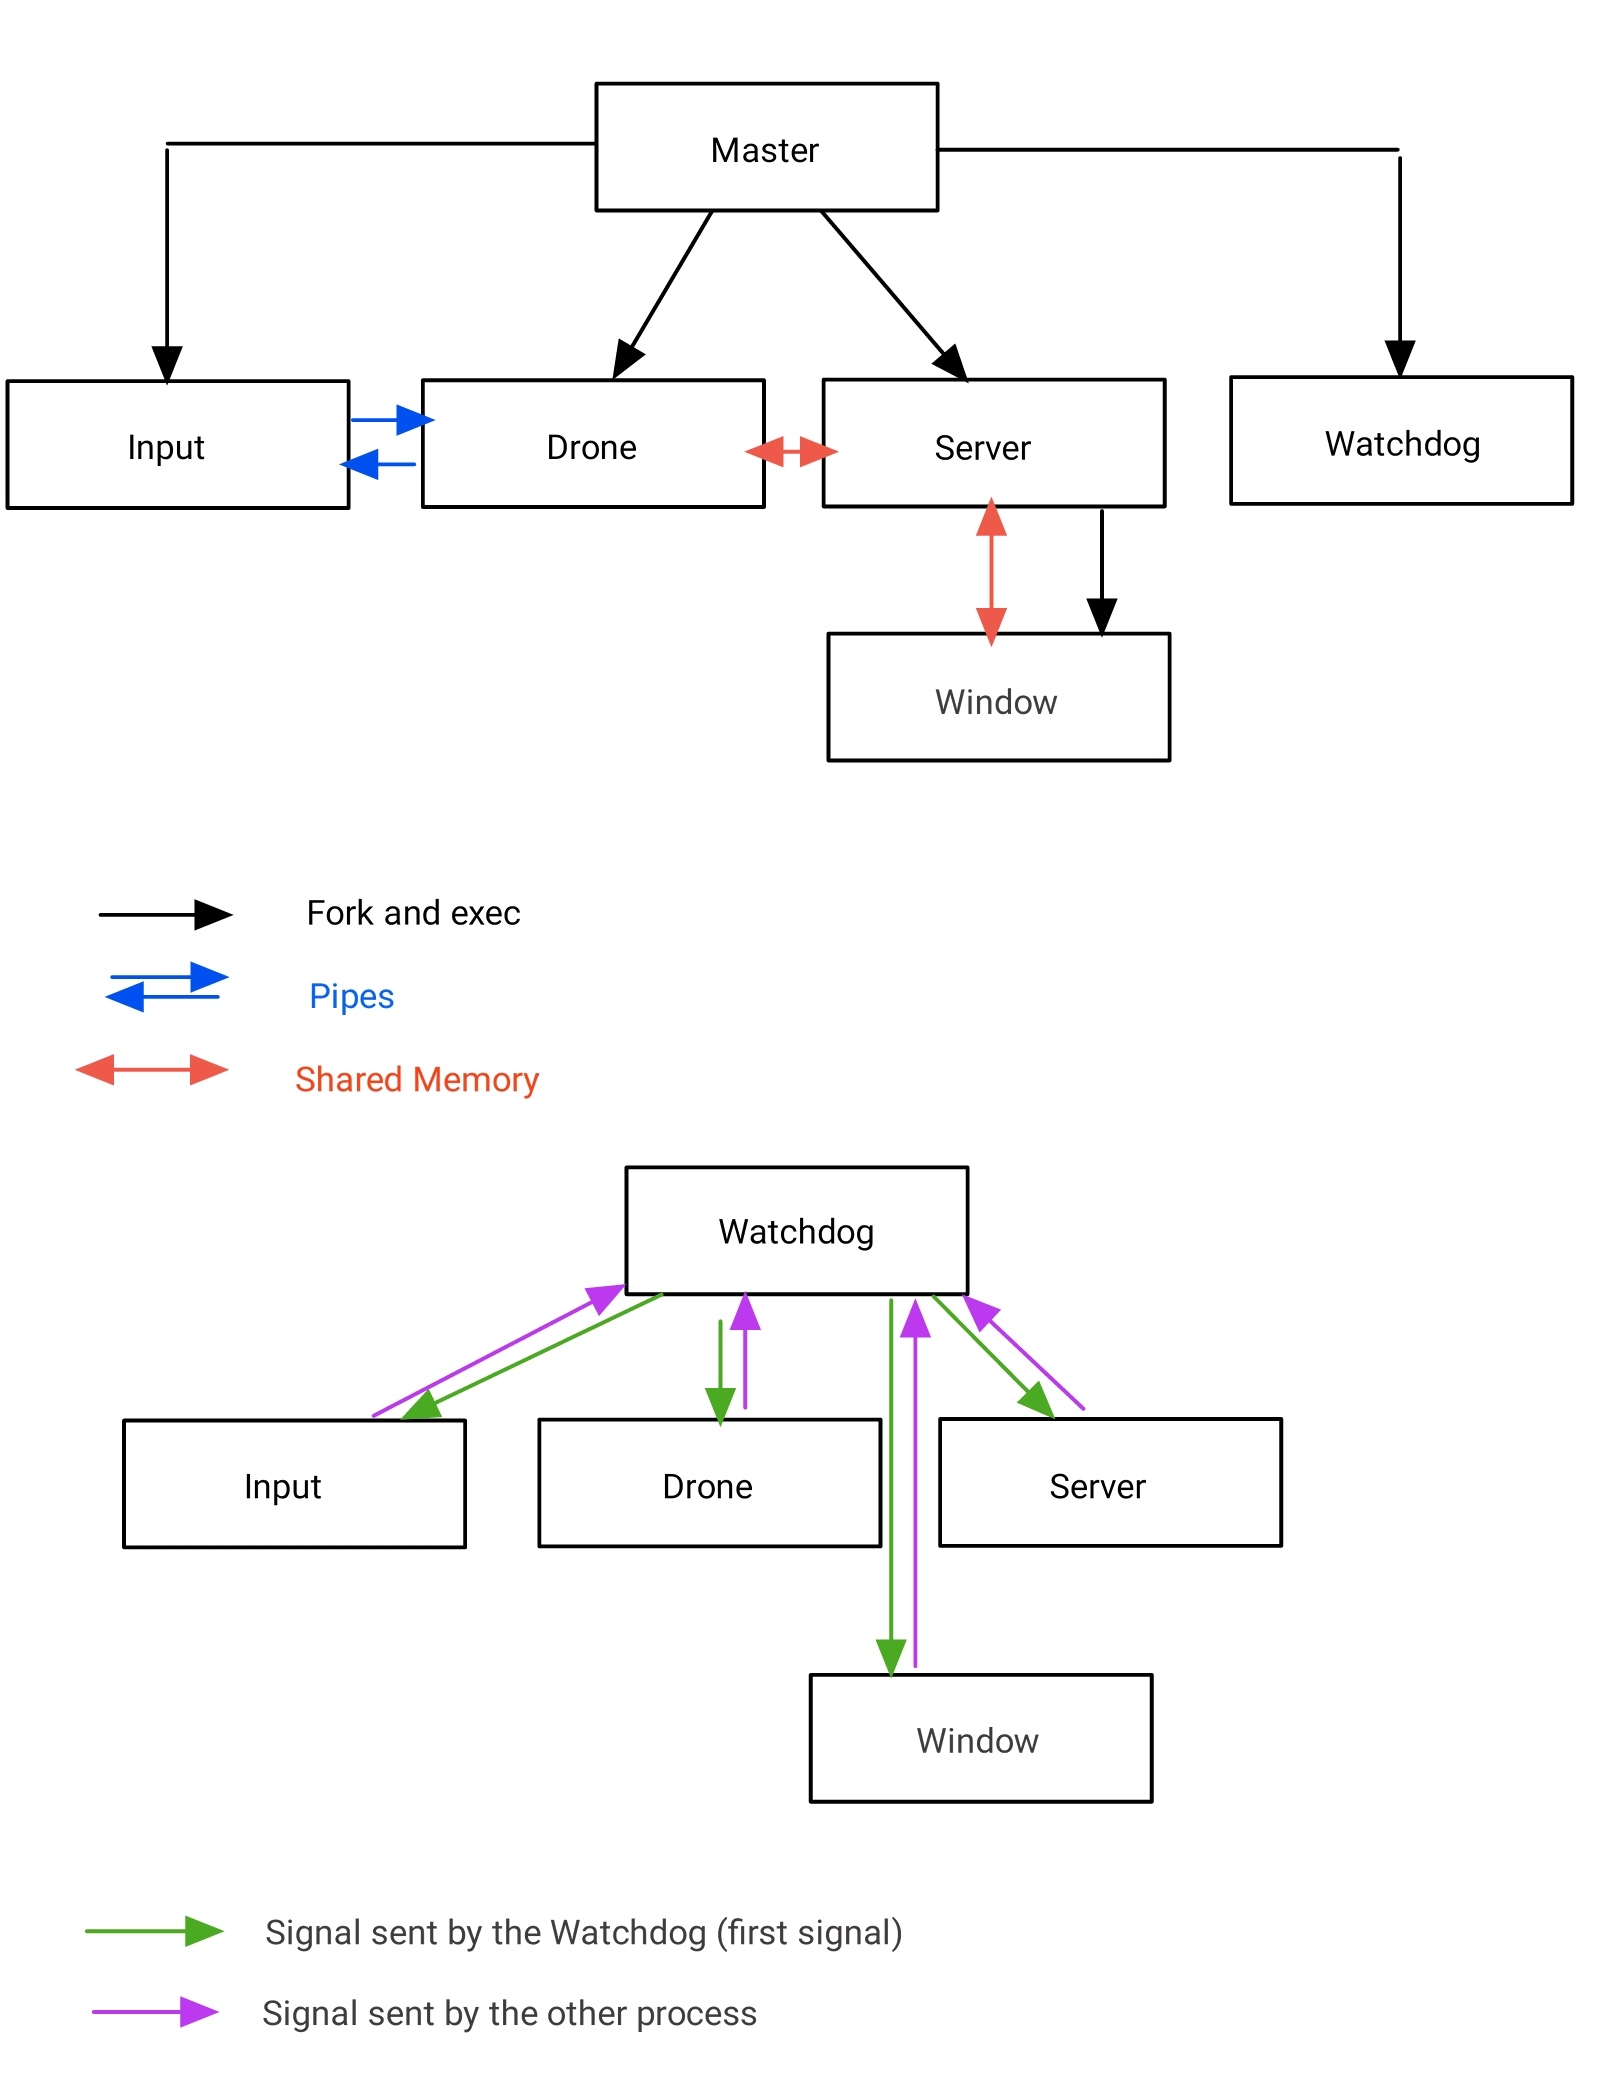 Master
Input
Drone
Server
Watchdog
Window
Fork and exec
Pipes
Shared Memory
Watchdog
Input
Drone
Server
Window
Signal sent by the Watchdog (first signal)
Signal sent by the other process